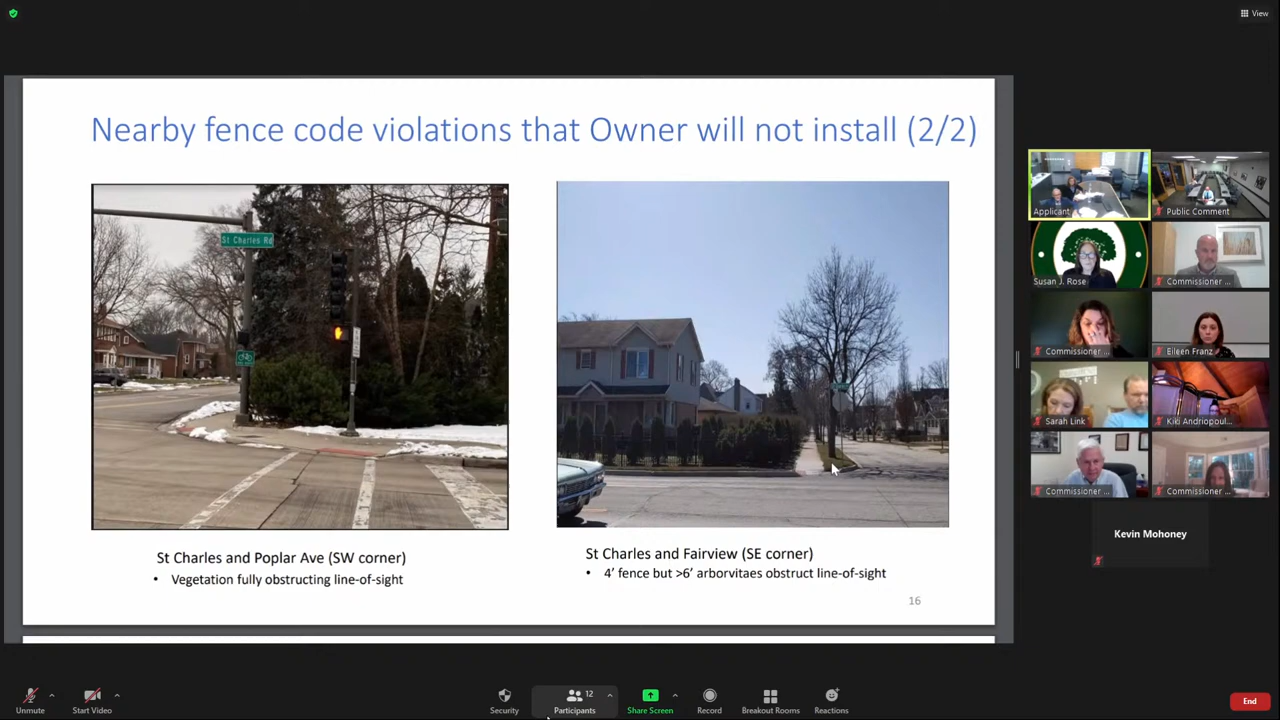 View
Nearby fence code violations that Owner will not install (2/2)
St Charles Rd
St Charles and Poplar Ave (SW corner)
• Vegetation fully obstructing line-of-sight
St Charles and Fairview (SE corner)
• 4’ fence but >6’ arborvitaes obstruct line-of-sight
16
Applicant
Public Comment
Susan J. Rose
Commissioner ...
Commissioner ...
Eileen Franz
Sarah Link
Kiki Andriopoul...
Commissioner ...
Commissioner ...
Kevin Mohoney
Unmute
Start Video
Security
12
Participants
Share Screen
Record
Breakout Rooms
Reactions
End